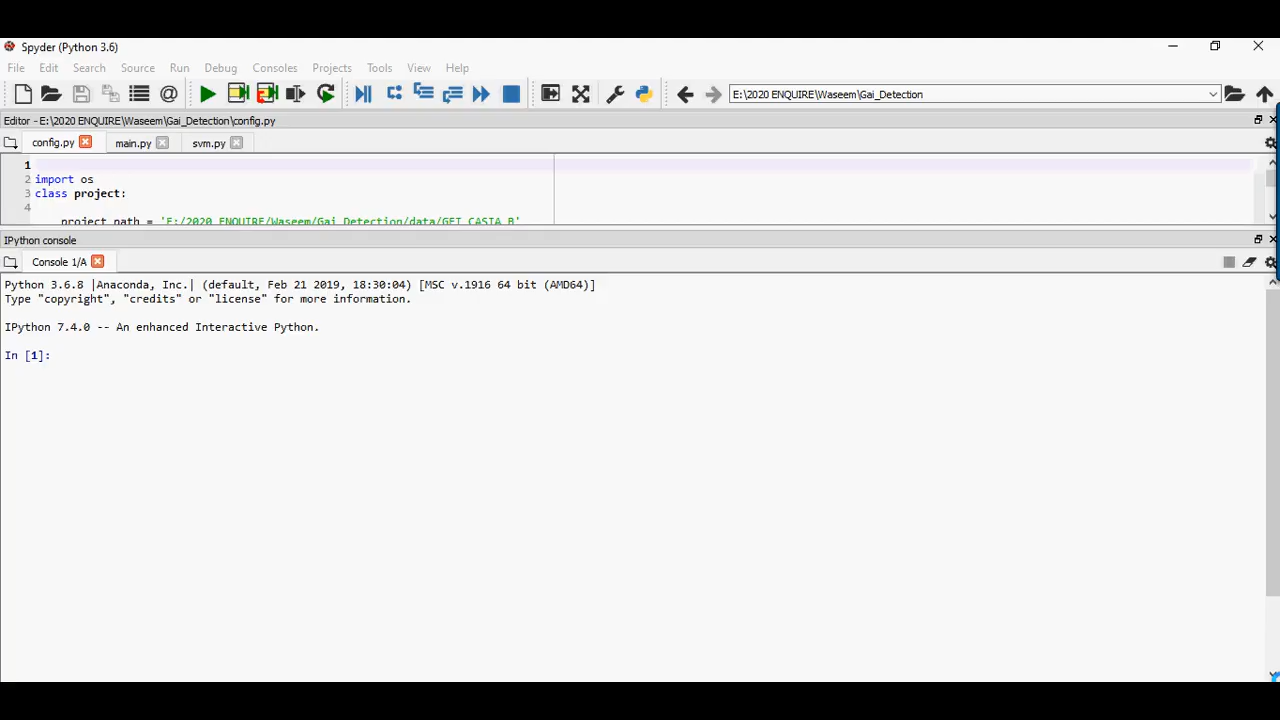 Spyder (Python 3.6)
File Edit Search Source Run Debug Consoles Projects Tools View Help
E:\2020 ENQUIRE\Waseem\Gai_Detection
Editor - E:\2020 ENQUIRE\Waseem\Gai_Detection\config.py
config.py main.py svm.py
1
2 import os
3 class project:
4
project_path = 'E:/2020 ENQUIRE/Waseem/Gai_Detection/data/GEI_CASIA_B'
IPython console
Console 1/A
Python 3.6.8 |Anaconda, Inc.| (default, Feb 21 2019, 18:30:04) [MSC v.1916 64 bit (AMD64)]
Type "copyright", "credits" or "license" for more information.
IPython 7.4.0 -- An enhanced Interactive Python.
In [1]: